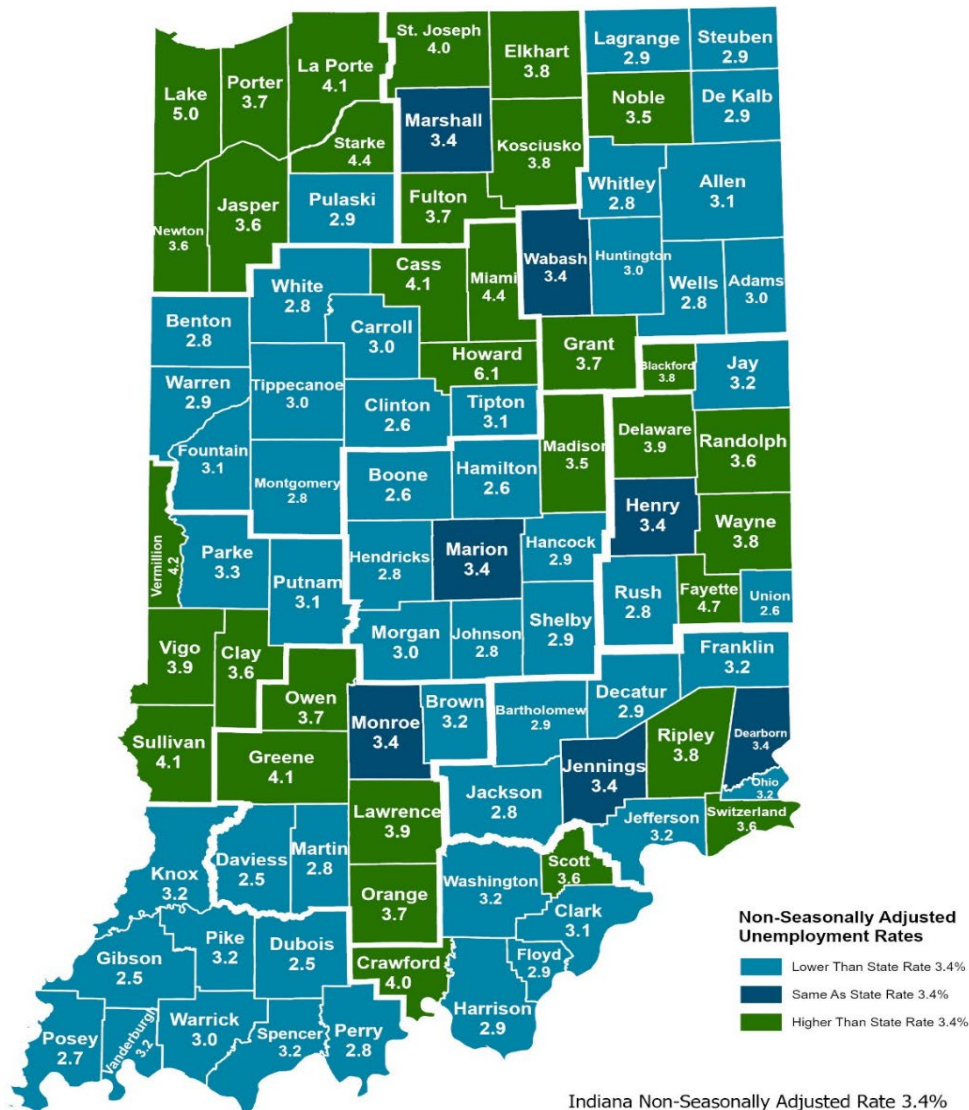 St. Joseph
4.0
Elkhart
3.8
Lagrange
2.9
Steuben
2.9
Lake
5.0
Porter
3.7
La Porte
4.1
Noble
3.5
De Kalb
2.9
Marshall
3.4
Starke
4.4
Kosciusko
3.8
Whitley
2.8
Allen
3.1
Newton
3.6
Jasper
3.6
Pulaski
2.9
Fulton
3.7
Wabash
3.4
Huntington
3.0
Wells
2.8
Adams
3.0
White
2.8
Cass
4.1
Miami
4.4
Benton
2.8
Carroll
3.0
Howard
6.1
Grant
3.7
Blackford
3.8
Jay
3.2
Warren
2.9
Tippecanoe
3.0
Clinton
2.6
Tipton
3.1
Madison
3.5
Delaware
3.9
Randolph
3.6
Fountain
3.1
Montgomery
2.8
Boone
2.6
Hamilton
2.6
Henry
3.4
Wayne
3.8
Vermillion
4.2
Parke
3.3
Putnam
3.1
Hendricks
2.8
Marion
3.4
Hancock
2.9
Rush
2.8
Fayette
4.7
Union
2.6
Vigo
3.9
Clay
3.6
Morgan
3.0
Johnson
2.8
Shelby
2.9
Franklin
3.2
Owen
3.7
Monroe
3.4
Brown
3.2
Bartholomew
2.9
Decatur
2.9
Ripley
3.8
Dearborn
3.4
Sullivan
4.1
Greene
4.1
Jennings
3.4
Ohio
3.2
Jackson
2.8
Jefferson
3.2
Switzerland
3.6
Lawrence
3.9
Knox
3.2
Daviess
2.5
Martin
2.8
Orange
3.7
Washington
3.2
Scott
3.6
Clark
3.1
Gibson
2.5
Pike
3.2
Dubois
2.5
Crawford
4.0
Floyd
2.9
Harrison
2.9
Posey
2.7
Vanderburgh
3.2
Warrick
3.0
Spencer
3.2
Perry
2.8
Non-Seasonally Adjusted
Unemployment Rates
Lower Than State Rate 3.4%
Same As State Rate 3.4%
Higher Than State Rate 3.4%
Indiana Non-Seasonally Adjusted Rate 3.4%